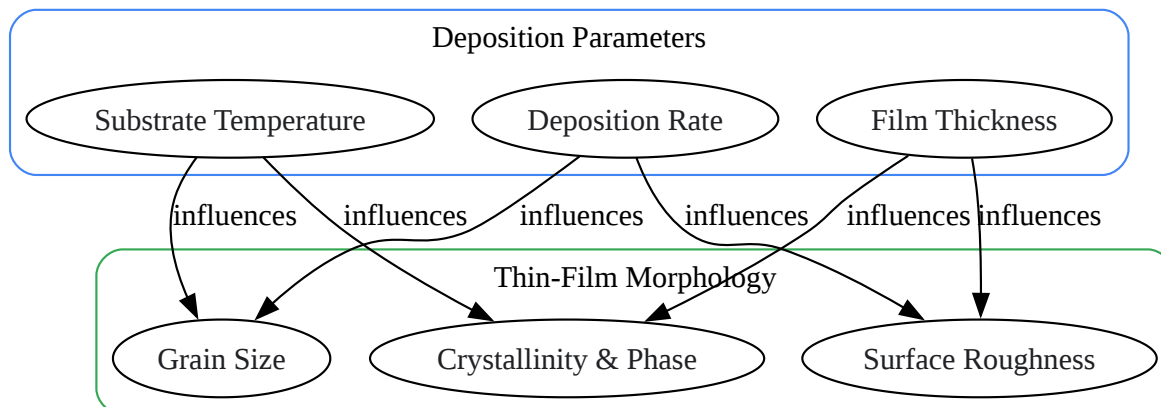 Deposition Parameters
Substrate Temperature
Deposition Rate
Film Thickness
influences
influences
influences
influences
influences
influences
Thin-Film Morphology
Grain Size
Crystallinity & Phase
Surface Roughness